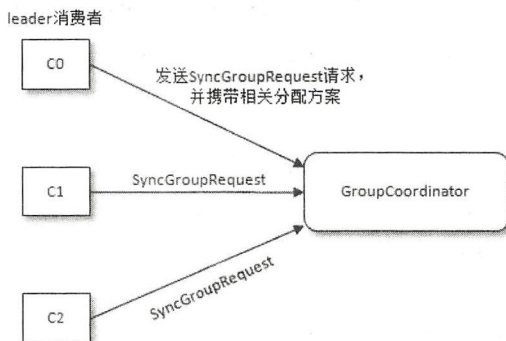 leader消费者
C0
发送SyncGroupRequest请求，
并携带相关分配方案
C1
SyncGroupRequest
GroupCoordinator
SyncGroupRequest
C2